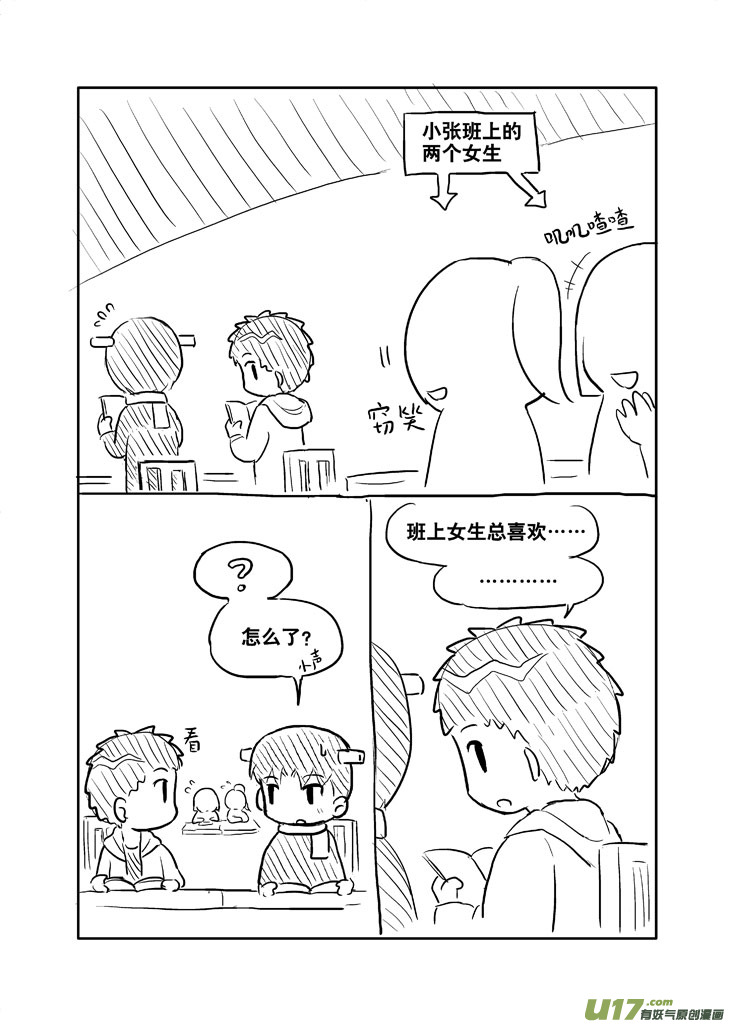 小张班上的
两个女生
叽叽喳喳
窃笑
?
怎么了?
小声
看
班上女生总喜欢……
…………
U17.com
有妖气原创漫画